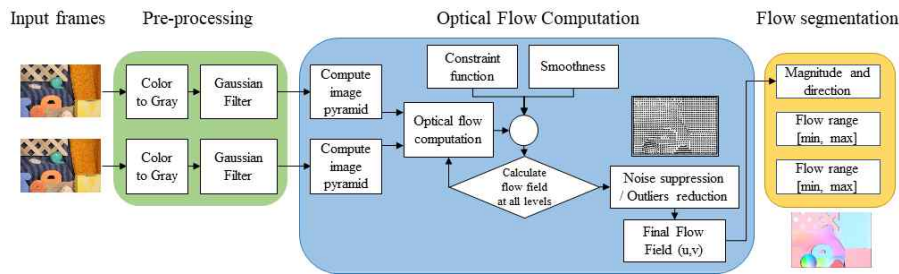 Input frames
Pre-processing
Optical Flow Computation
Flow segmentation
Color
to Gray
Gaussian
Filter
Compute
image
pyramid
Color
to Gray
Gaussian
Filter
Compute
image
pyramid
Constraint
function
Smoothness
Optical flow
computation
Calculate
flow field
at all levels
Noise suppression
/ Outliers reduction
Final Flow
Field (u,v)
Magnitude and
direction
Flow range
[min, max]
Flow range
[min, max]